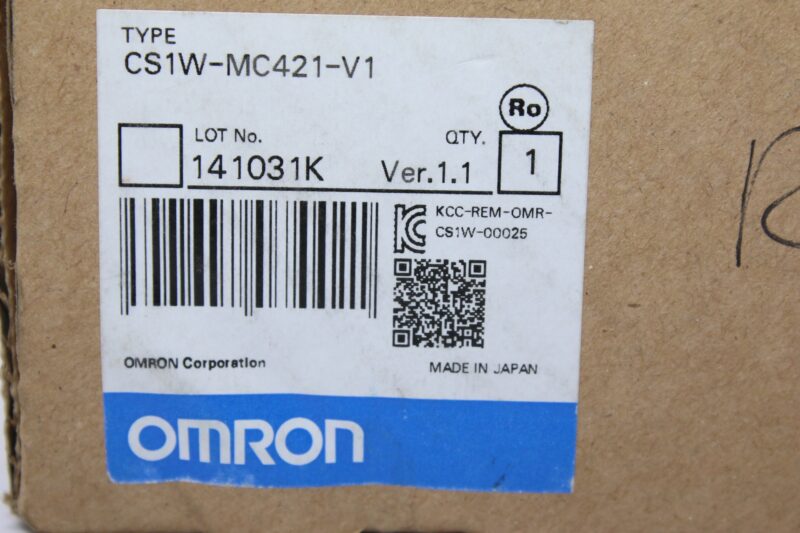 TYPE
CS1W-MC421-V1
Ro
LOT No.
QTY.
141031K
Ver.1.1
1
KCC-REM-OMR-
CS1W-00025
OMRON Corporation
MADE IN JAPAN
OMRON